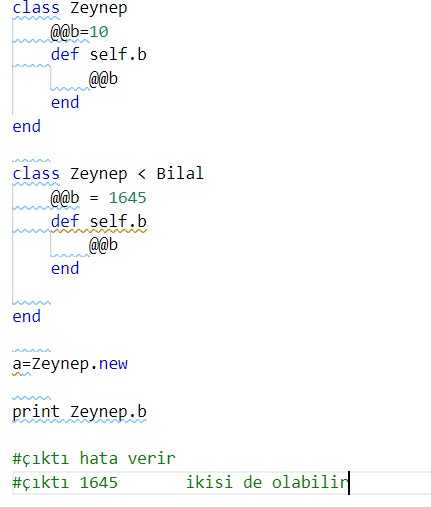 class Zeynep
@@b=10
def self.b
@@b
end
end
class Zeynep < Bilal
@@b = 1645
def self.b
@@b
end
end
a=Zeynep.new
print Zeynep.b
#çıktı hata verir
#çıktı 1645 ikisi de olabilir